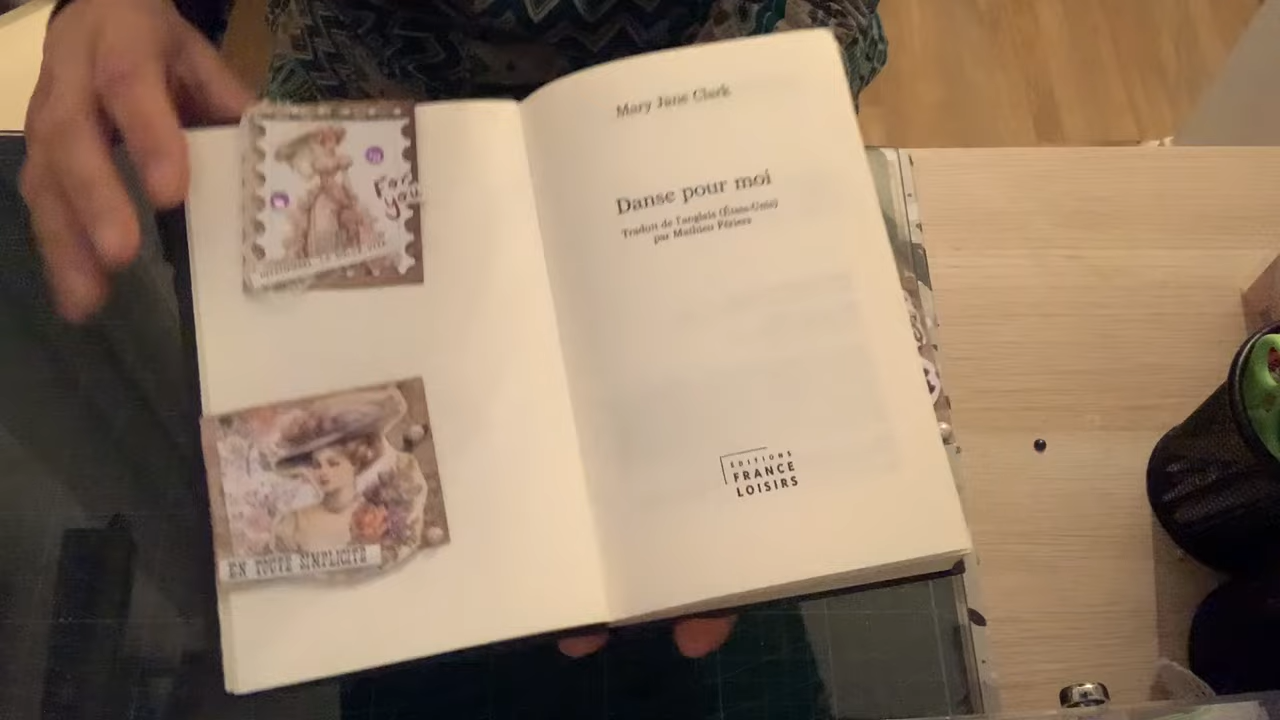 For
you
EN TOUTE SIMPLICITÉ
Mary Jane Clark
Danse pour moi
Traduit de l'anglais (États-Unis)
par Mathieu Périers
EDITIONS
FRANCE
LOISIRS